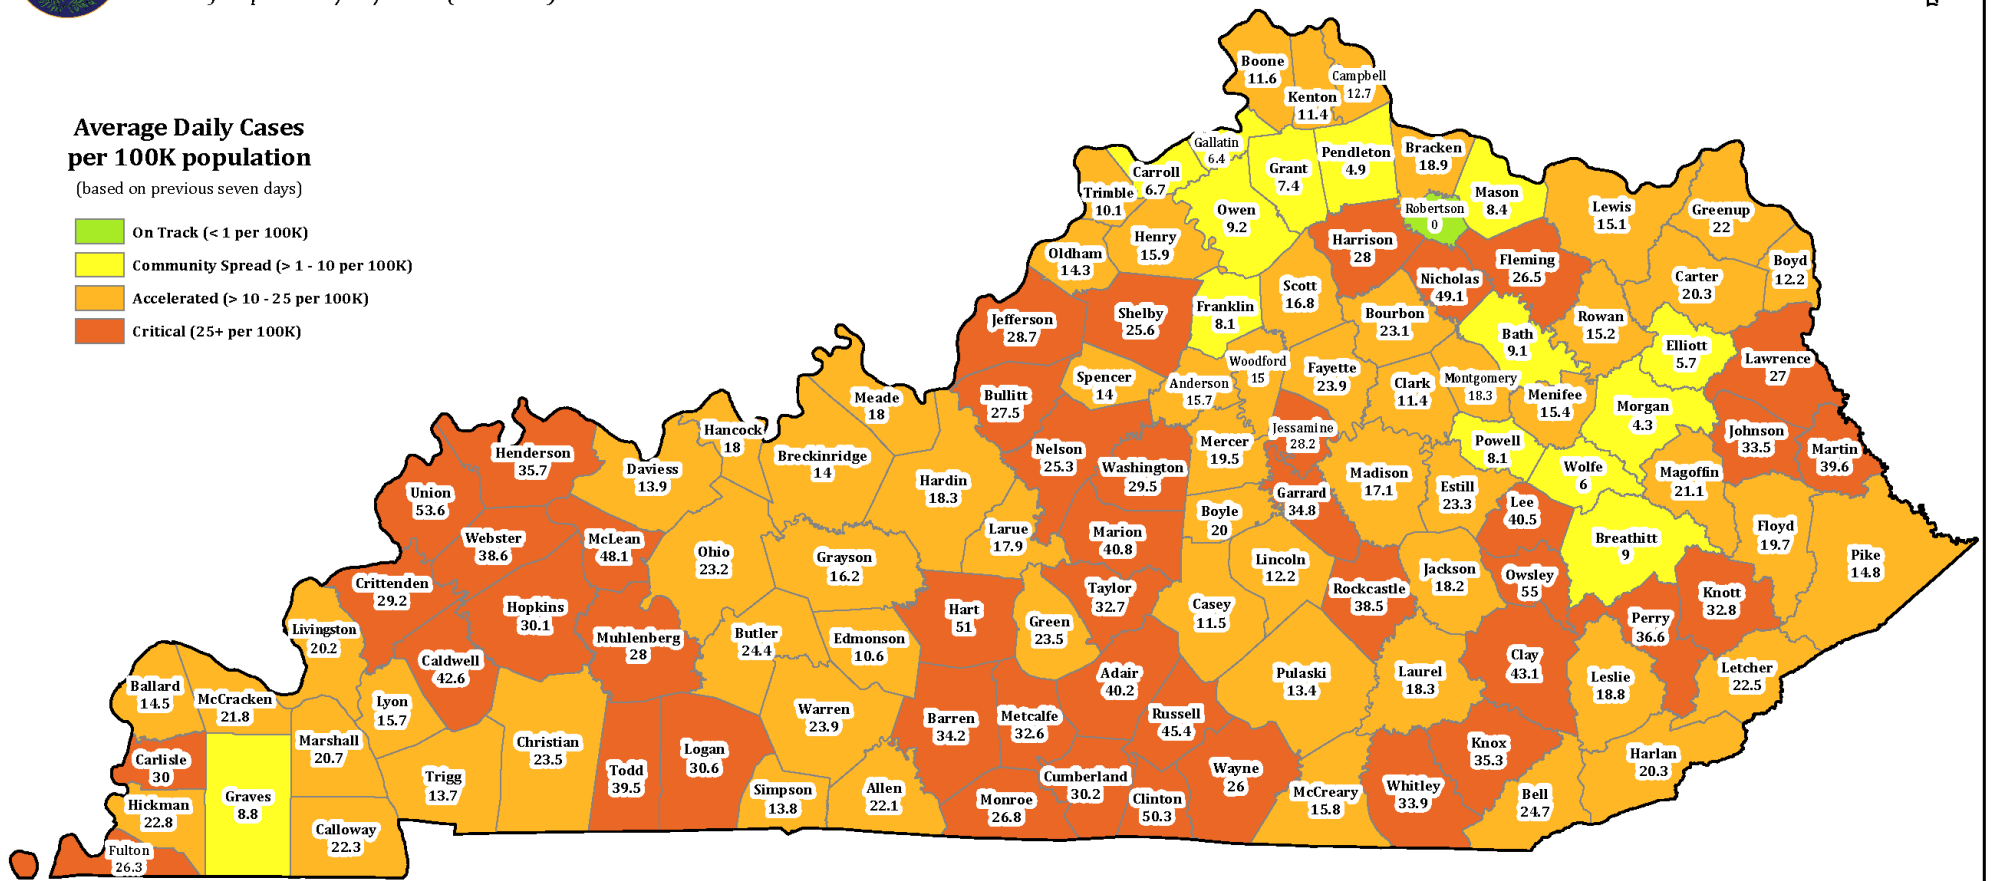 Average Daily Cases
per 100K population
(based on previous seven days)
On Track (< 1 per 100K)
Community Spread (> 1 - 10 per 100K)
Accelerated (> 10 - 25 per 100K)
Critical (25+ per 100K)
Boone
11.6
Kenton
11.4
Campbell
12.7
Gallatin
6.4
Carroll
6.7
Trimble
10.1
Grant
7.4
Pendleton
4.9
Bracken
18.9
Mason
8.4
Robertson
0
Lewis
15.1
Greenup
22
Boyd
12.2
Carter
20.3
Owen
9.2
Henry
15.9
Oldham
14.3
Harrison
28
Nicholas
49.1
Fleming
26.5
Rowan
15.2
Elliott
5.7
Lawrence
27
Jefferson
28.7
Shelby
25.6
Franklin
8.1
Scott
16.8
Bourbon
23.1
Bath
9.1
Bullitt
27.5
Spencer
14
Anderson
15.7
Woodford
15
Fayette
23.9
Clark
11.4
Montgomery
18.3
Menifee
15.4
Morgan
4.3
Johnson
33.5
Martin
39.6
Meade
18
Hancock
18
Breckinridge
14
Daviess
13.9
Henderson
35.7
Union
53.6
Webster
38.6
McLean
48.1
Ohio
23.2
Grayson
16.2
Hardin
18.3
Larue
17.9
Nelson
25.3
Washington
29.5
Marion
40.8
Mercer
19.5
Jessamine
28.2
Garrard
34.8
Boyle
20
Madison
17.1
Estill
23.3
Powell
8.1
Wolfe
6
Lee
40.5
Magoffin
21.1
Breathitt
9
Floyd
19.7
Pike
14.8
Crittenden
29.2
Livingston
20.2
Hopkins
30.1
Caldwell
42.6
Muhlenberg
28
Butler
24.4
Edmonson
10.6
Hart
51
Green
23.5
Taylor
32.7
Casey
11.5
Lincoln
12.2
Rockcastle
38.5
Jackson
18.2
Owsley
55
Perry
36.6
Knott
32.8
Letcher
22.5
Leslie
18.8
Clay
43.1
Laurel
18.3
Pulaski
13.4
Adair
40.2
Russell
45.4
Metcalfe
32.6
Barren
34.2
Warren
23.9
Ballard
14.5
McCracken
21.8
Lyon
15.7
Marshall
20.7
Carlisle
30
Hickman
22.8
Fulton
26.3
Graves
8.8
Calloway
22.3
Trigg
13.7
Christian
23.5
Todd
39.5
Logan
30.6
Simpson
13.8
Allen
22.1
Monroe
26.8
Cumberland
30.2
Clinton
50.3
Wayne
26
McCreary
15.8
Whitley
33.9
Knox
35.3
Bell
24.7
Harlan
20.3